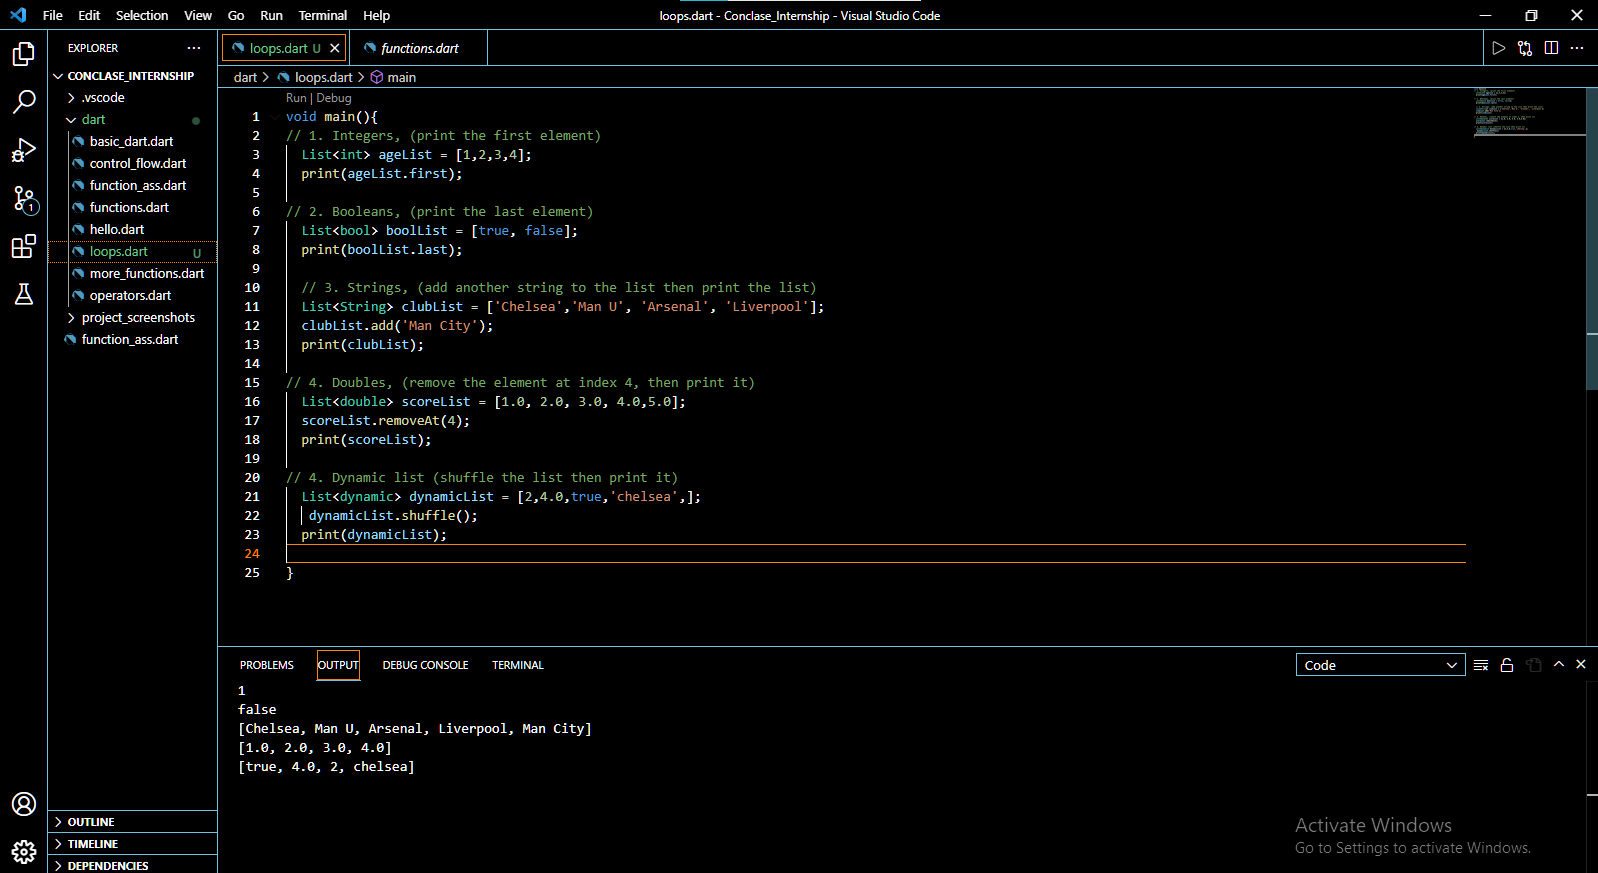 File Edit Selection View Go Run Terminal Help
loops.dart - Conclase_Internship - Visual Studio Code
EXPLORER
CONCLASE_INTERNSHIP
.vscode
dart
basic_dart.dart
control_flow.dart
function_ass.dart
functions.dart
hello.dart
loops.dart U
more_functions.dart
operators.dart
project_screenshots
function_ass.dart
1
OUTLINE
TIMELINE
DEPENDENCIES
loops.dart U
functions.dart
dart > loops.dart > main
Run | Debug
1 void main(){
2 // 1. Integers, (print the first element)
3 List<int> ageList = [1,2,3,4];
4 print(ageList.first);
5
6 // 2. Booleans, (print the last element)
7 List<bool> boolList = [true, false];
8 print(boolList.last);
9
10 // 3. Strings, (add another string to the list then print the list)
11 List<String> clubList = ['Chelsea','Man U', 'Arsenal', 'Liverpool'];
12 clubList.add('Man City');
13 print(clubList);
14
15 // 4. Doubles, (remove the element at index 4, then print it)
16 List<double> scoreList = [1.0, 2.0, 3.0, 4.0,5.0];
17 scoreList.removeAt(4);
18 print(scoreList);
19
20 // 4. Dynamic list (shuffle the list then print it)
21 List<dynamic> dynamicList = [2,4.0,true,'chelsea',];
22 dynamicList.shuffle();
23 print(dynamicList);
24
25 }
PROBLEMS OUTPUT DEBUG CONSOLE TERMINAL
Code
1
false
[Chelsea, Man U, Arsenal, Liverpool, Man City]
[1.0, 2.0, 3.0, 4.0]
[true, 4.0, 2, chelsea]
Activate Windows
Go to Settings to activate Windows.